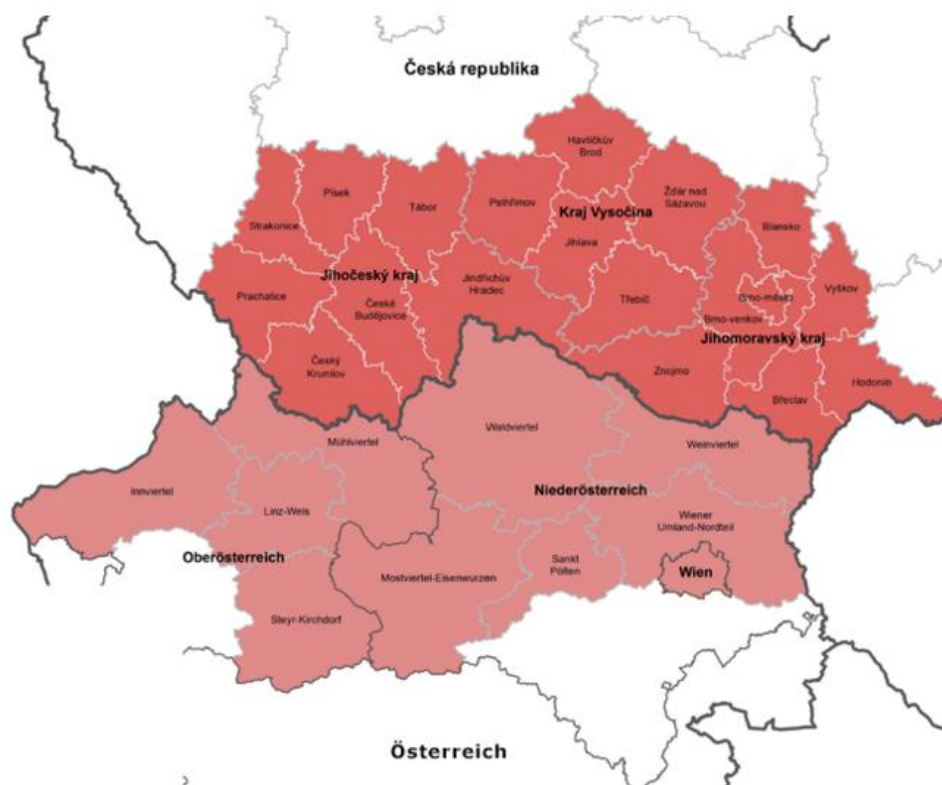 Česká republika
Havlíčkův
Brod
Písek
Tábor
Pelhřimov
Žďár nad
Sázavou
Strakonice
Kraj Vysočina
Blansko
Jihlava
Jihočeský kraj
Jindřichův
Hradec
Prachatice
České
Budějovice
Třebíč
Brno-město
Vyškov
Brno-venkov
Jihomoravský kraj
Český
Krumlov
Znojmo
Hodonín
Břeclav
Waldviertel
Mühlviertel
Weinviertel
Innviertel
Niederösterreich
Linz-Wels
Wiener
Umland-Nordteil
Oberösterreich
Sankt
Pölten
Mostviertel-Eisenwurzen
Wien
Steyr-Kirchdorf
Österreich